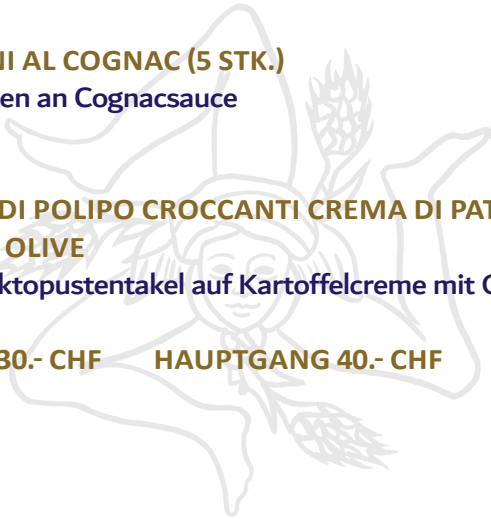 NI AL COGNAC (5 STK.)
en an Cognacsauce
DI POLIPO CROCCANTI CREMA DI PAT
OLIVE
ktopustentakel auf Kartoffelcreme mit
30.- CHF HAUPTGANG 40.- CHF